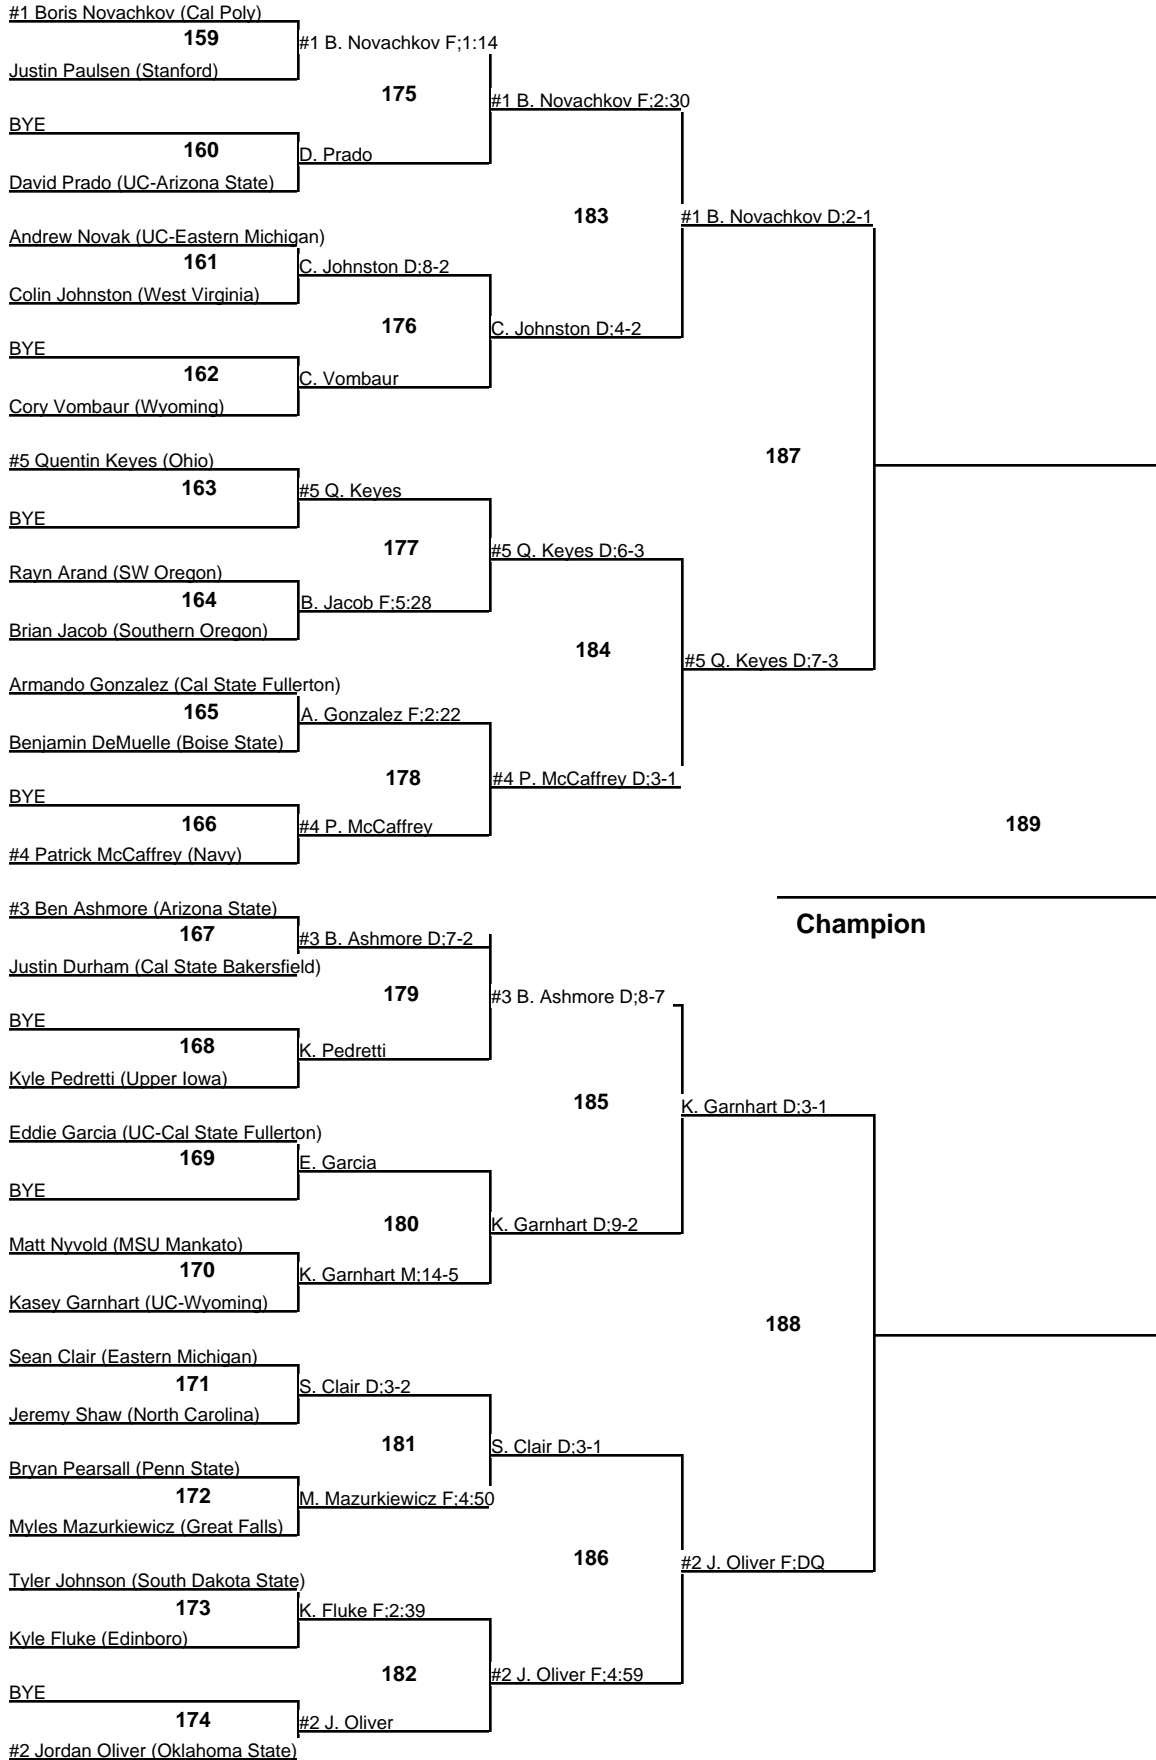 #1 Boris Novachkov (Cal Poly)
159
#1 B. Novachkov F;1:14
Justin Paulsen (Stanford)
175
#1 B. Novachkov F;2:30
BYE
160
D. Prado
David Prado (UC-Arizona State)
183
#1 B. Novachkov D;2-1
Andrew Novak (UC-Eastern Michigan)
161
C. Johnston D;8-2
Colin Johnston (West Virginia)
176
C. Johnston D;4-2
BYE
162
C. Vombaur
Cory Vombaur (Wyoming)
187
#5 Quentin Keyes (Ohio)
163
#5 Q. Keyes
BYE
177
#5 Q. Keyes D;6-3
Rayn Arand (SW Oregon)
164
B. Jacob F;5:28
Brian Jacob (Southern Oregon)
184
#5 Q. Keyes D;7-3
Armando Gonzalez (Cal State Fullerton)
165
A. Gonzalez F;2:22
Benjamin DeMuelle (Boise State)
178
#4 P. McCaffrey D;3-1
BYE
166
#4 P. McCaffrey
#4 Patrick McCaffrey (Navy)
189
Champion
#3 Ben Ashmore (Arizona State)
167
#3 B. Ashmore D;7-2
Justin Durham (Cal State Bakersfield)
179
#3 B. Ashmore D;8-7
BYE
168
K. Pedretti
Kyle Pedretti (Upper Iowa)
185
K. Garnhart D;3-1
Eddie Garcia (UC-Cal State Fullerton)
169
E. Garcia
BYE
180
K. Garnhart D;9-2
Matt Nyvold (MSU Mankato)
170
K. Garnhart M;14-5
Kasey Garnhart (UC-Wyoming)
188
Sean Clair (Eastern Michigan)
171
S. Clair D;3-2
Jeremy Shaw (North Carolina)
181
S. Clair D;3-1
Bryan Pearsall (Penn State)
172
M. Mazurkiewicz F;4:50
Myles Mazurkiewicz (Great Falls)
186
#2 J. Oliver F;DQ
Tyler Johnson (South Dakota State)
173
K. Fluke F;2:39
Kyle Fluke (Edinboro)
182
#2 J. Oliver F;4:59
BYE
174
#2 J. Oliver
#2 Jordan Oliver (Oklahoma State)